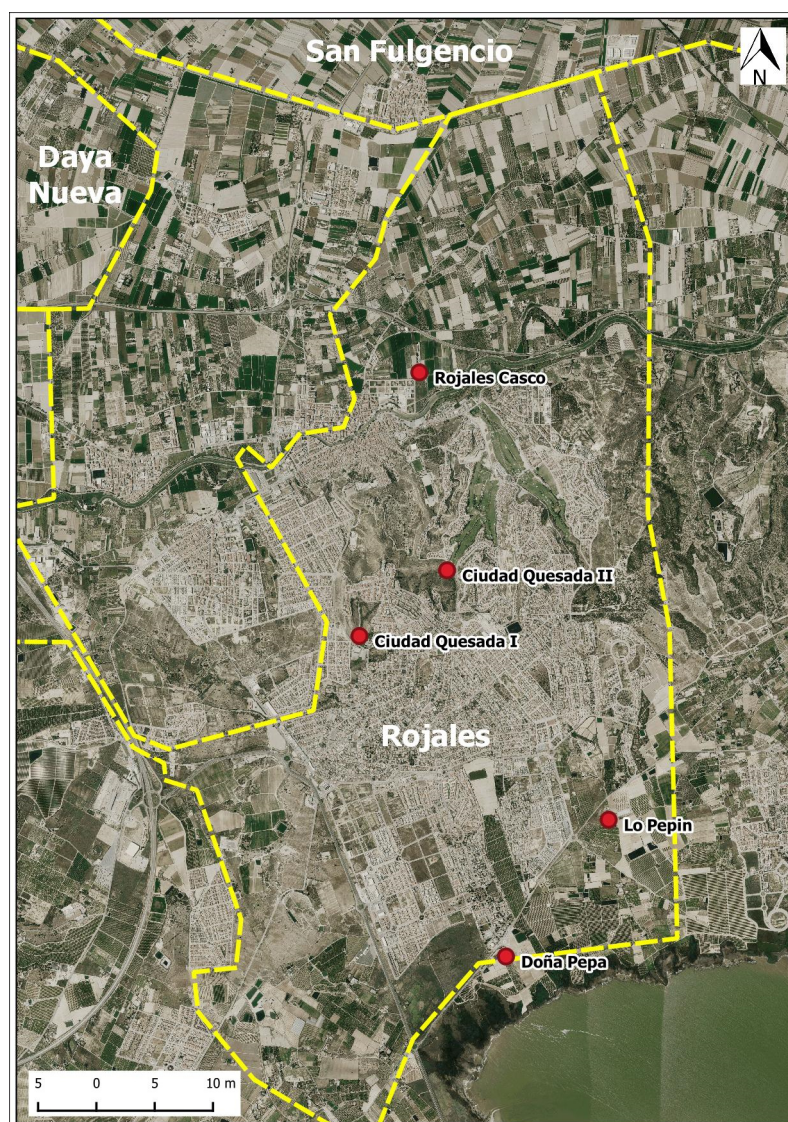 San Fulgencio
N
Daya
Nueva
Rojales Casco
Ciudad Quesada II
Ciudad Quesada I
Rojales
Lo Pepin
Doña Pepa
5 0 5 10 m